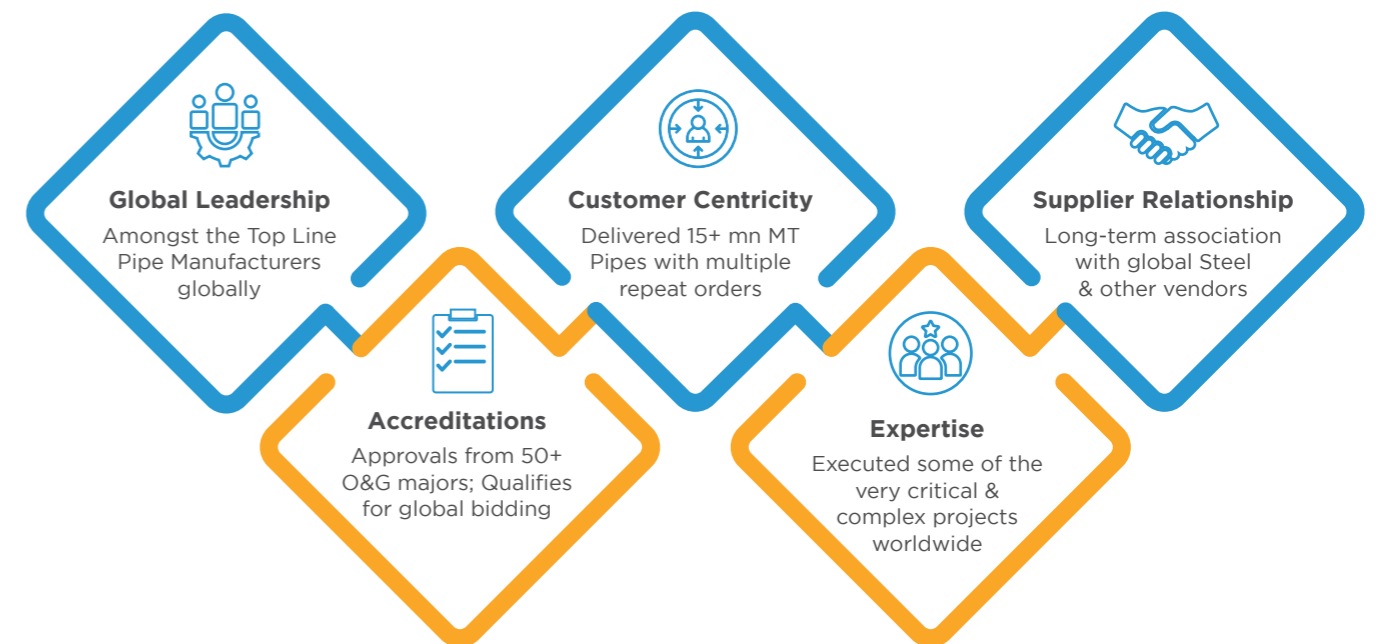 Global Leadership
Amongst the Top Line
Pipe Manufacturers
globally
Accreditations
Approvals from 50+
O&G majors; Qualifies
for global bidding
Customer Centricity
Delivered 15+ mn MT
Pipes with multiple
repeat orders
Expertise
Executed some of the
very critical &
complex projects
worldwide
Supplier Relationship
Long-term association
with global Steel
& other vendors